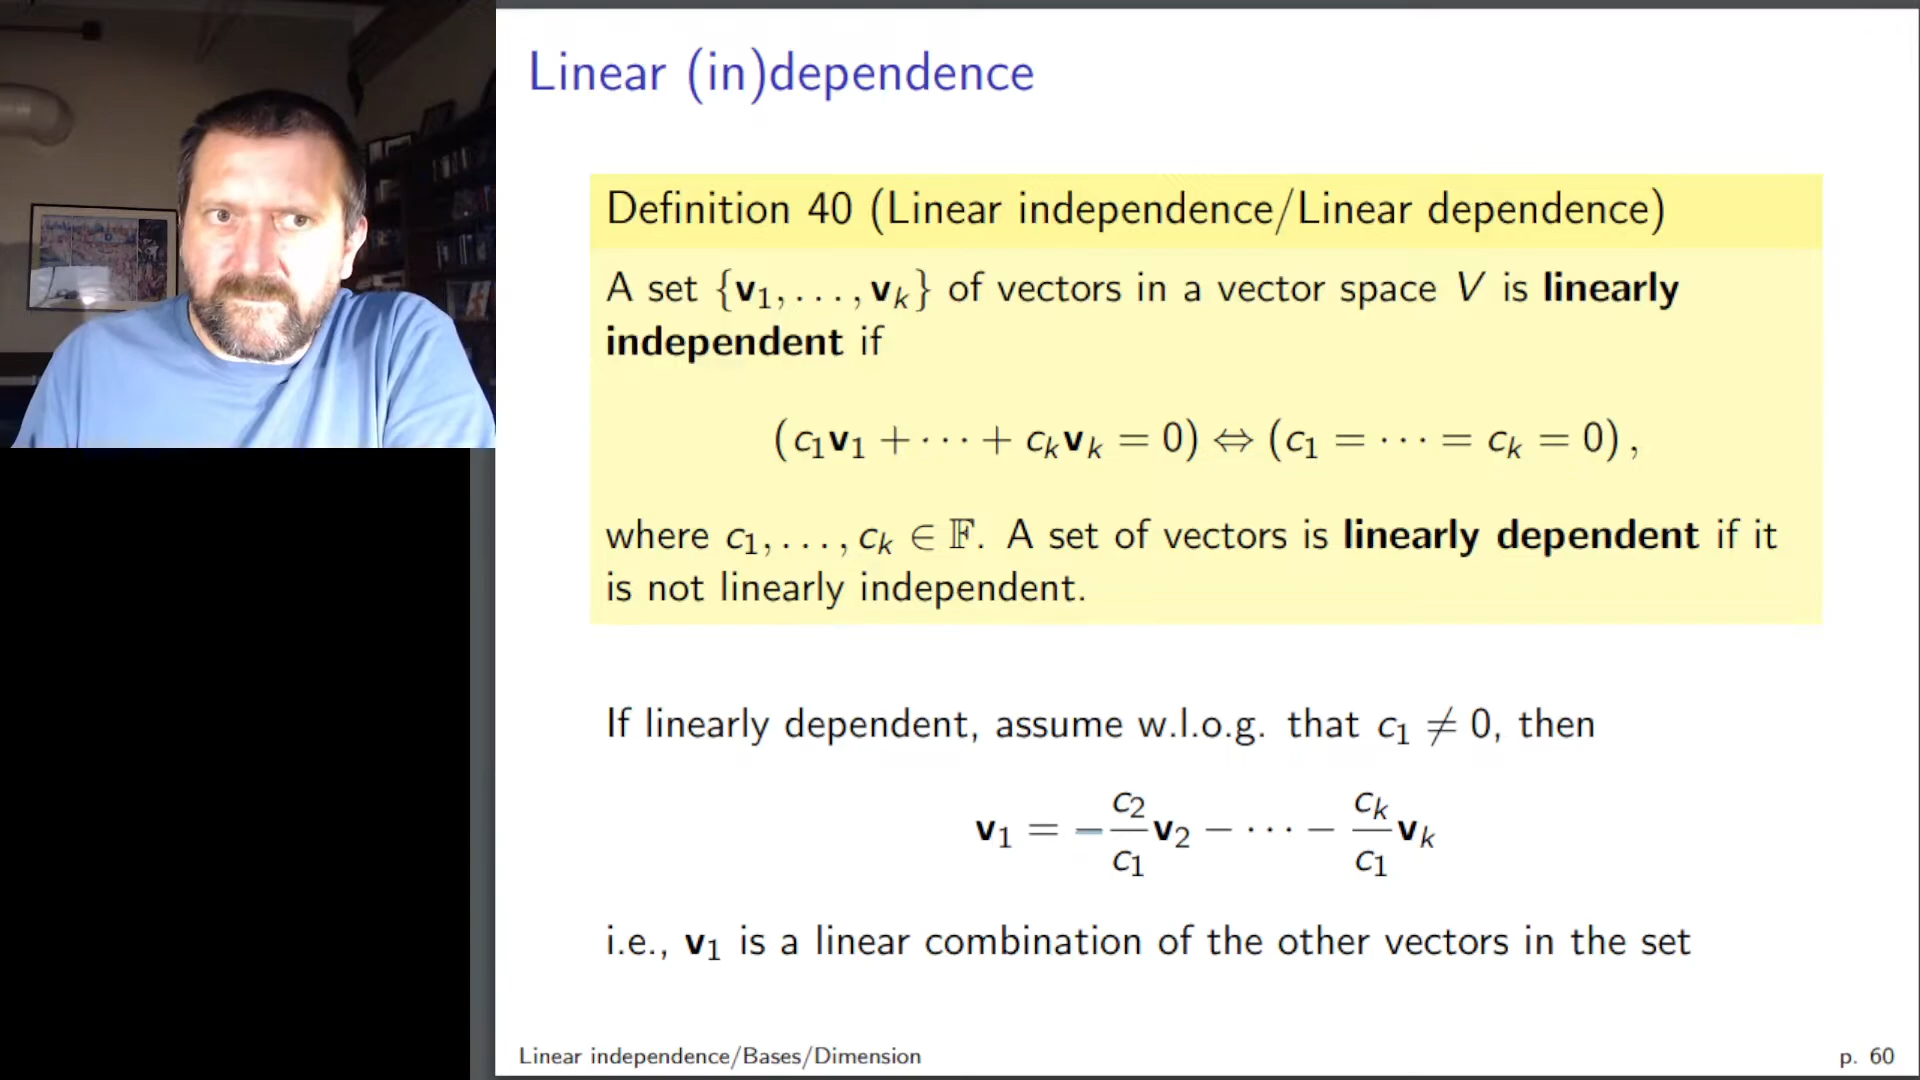 Linear (in)dependence
Definition 40 (Linear independence/Linear dependence)
A set {v₁, . . . , vₖ} of vectors in a vector space V is linearly
independent if
(c₁v₁ + · · · + cₖvₖ = 0) ⇔ (c₁ = · · · = cₖ = 0) ,
where c₁, . . . , cₖ ∈ 𝔽. A set of vectors is linearly dependent if it
is not linearly independent.
If linearly dependent, assume w.l.o.g. that c₁ ≠ 0, then
v₁ = −c₂/c₁ v₂ − · · · − cₖ/c₁ vₖ
i.e., v₁ is a linear combination of the other vectors in the set
Linear independence/Bases/Dimension
p. 60